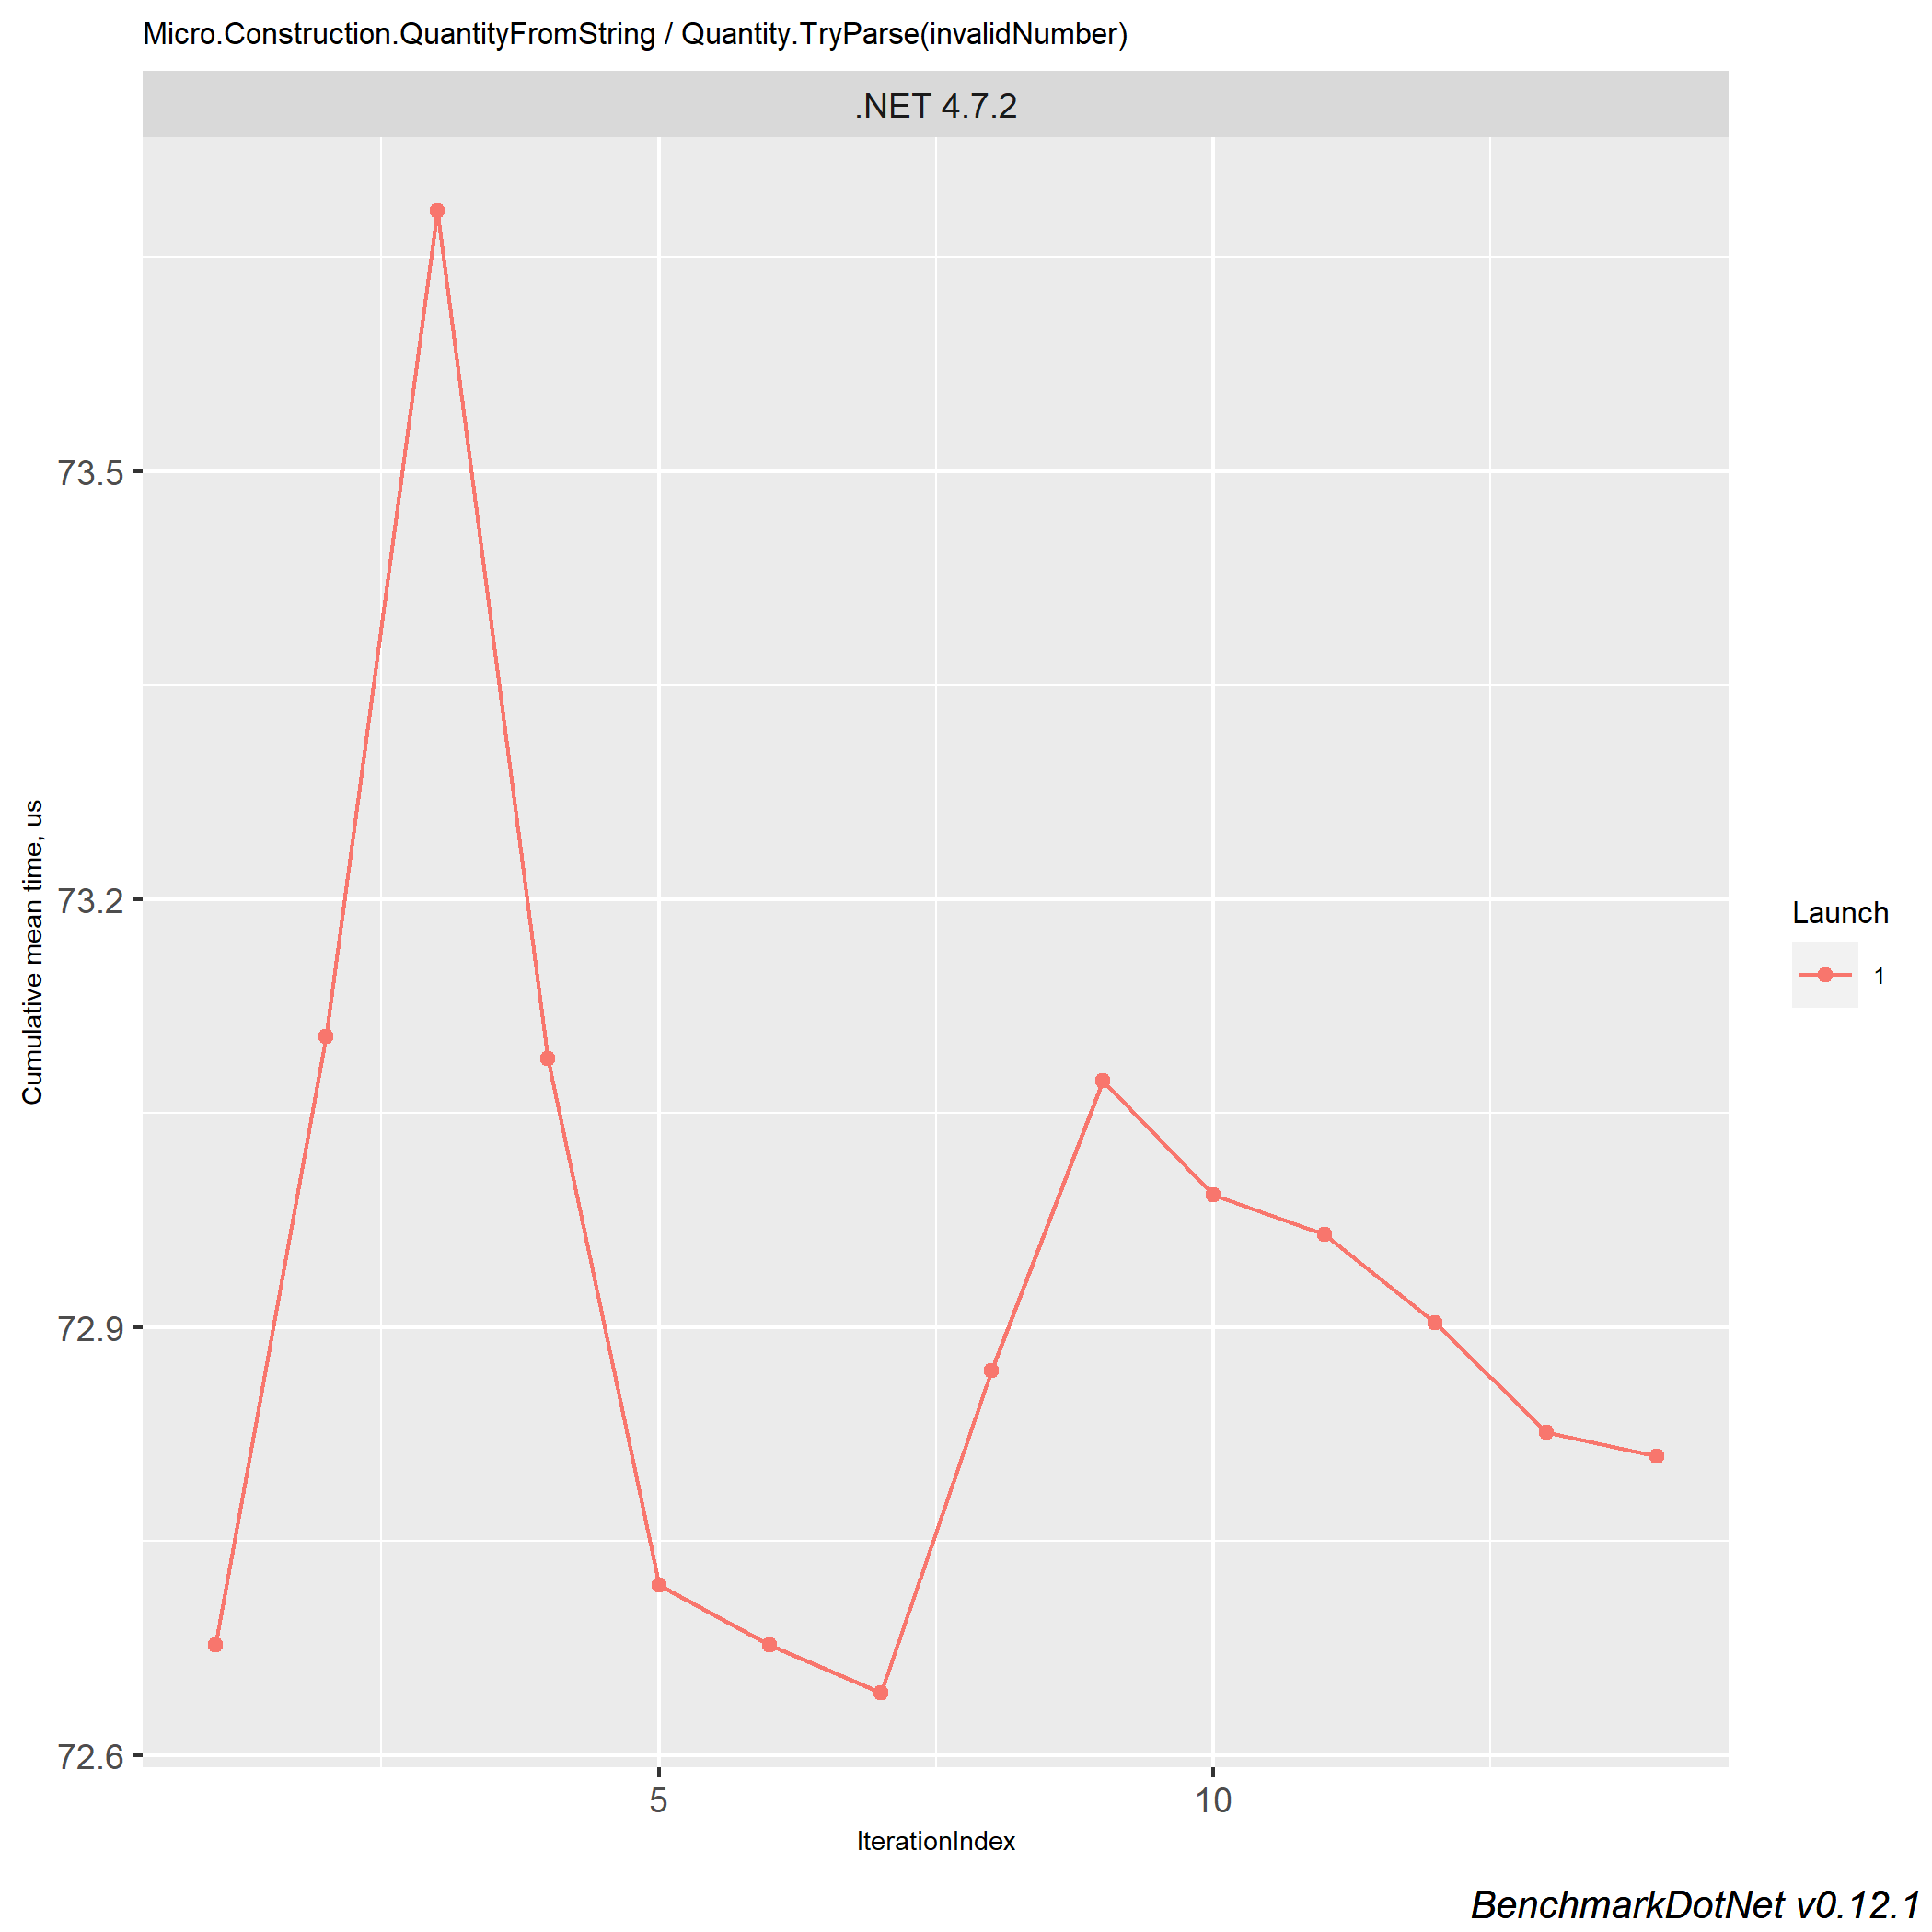 Micro.Construction.QuantityFromString / Quantity.TryParse(invalidNumber)
.NET 4.7.2
73.5
73.2
72.9
72.6
Cumulative mean time, us
5
10
IterationIndex
Launch
1
BenchmarkDotNet v0.12.1